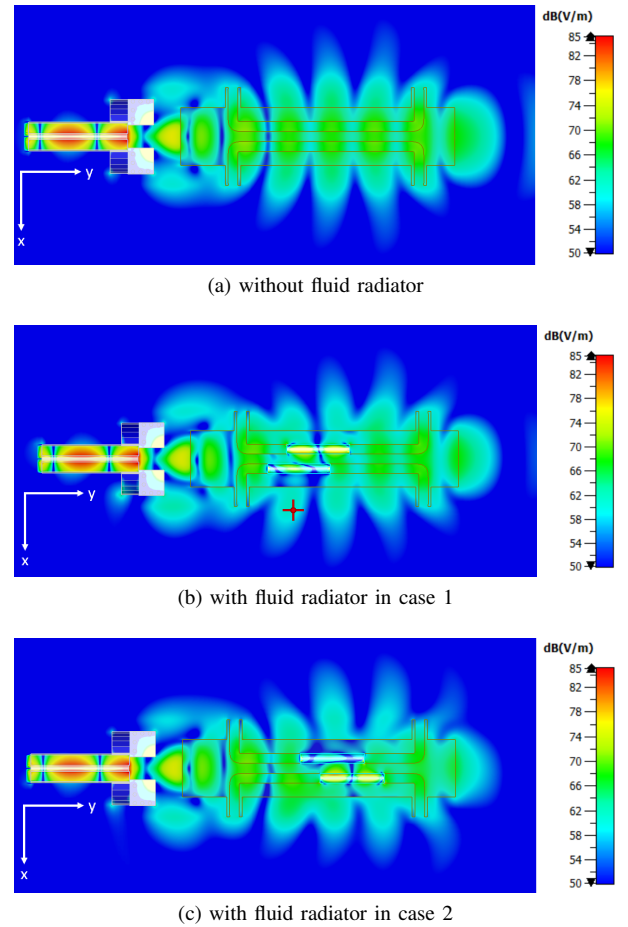 dB(V/m)
85
82
78
74
70
66
62
58
54
50
y
x
(a) without fluid radiator
dB(V/m)
85
82
78
74
70
66
62
58
54
50
y
x
(b) with fluid radiator in case 1
dB(V/m)
85
82
78
74
70
66
62
58
54
50
y
x
(c) with fluid radiator in case 2